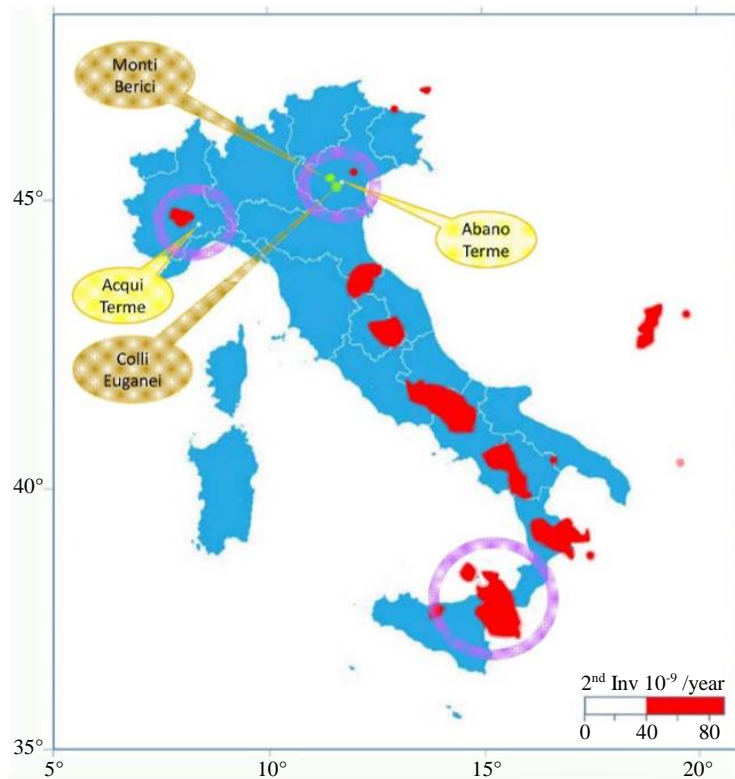 Monti
Berici
45°
Abano
Terme
Acqui
Terme
Colli
Euganei
40°
2nd Inv 10-9 /year
0 40 80
35°
5° 10° 15° 20°